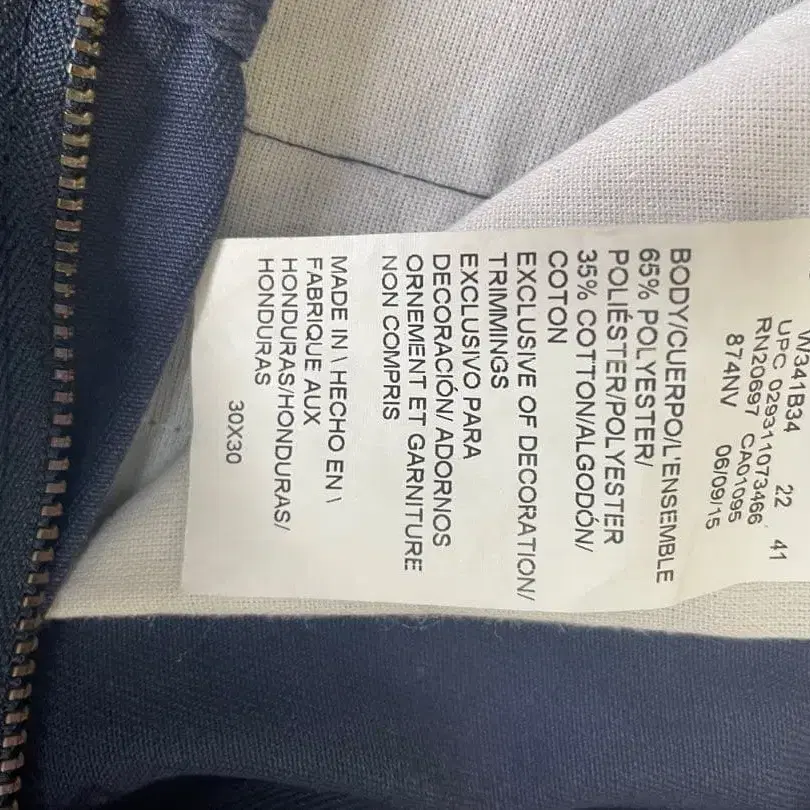 W341B34 22 41
UPC 029311073466
RN20697 CA01095
874NV 06/09/15
BODY/CUERPO/L'ENSEMBLE
65% POLYESTER/
POLIÉSTER/POLYESTER
35% COTTON/ALGODÓN/
COTON
EXCLUSIVE OF DECORATION/
TRIMMINGS
EXCLUSIVO PARA
DECORACIÓN/ ADORNOS
ORNEMENT ET GARNITURE
NON COMPRIS
MADE IN \ HECHO EN \
FABRIQUE AUX
HONDURAS/HONDURAS/
HONDURAS
30X30